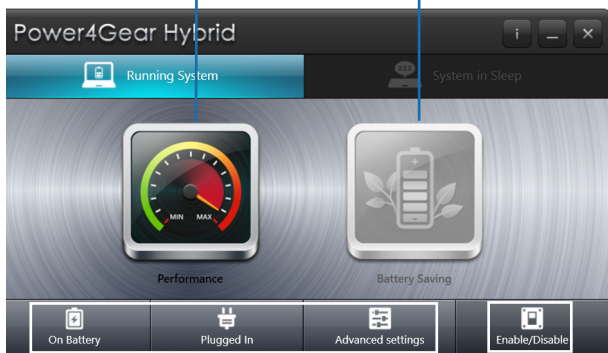 Power4Gear Hybrid
i
Running System
zzz
System in Sleep
MIN MAX
Performance
Battery Saving
On Battery
Plugged In
Advanced settings
Enable/Disable